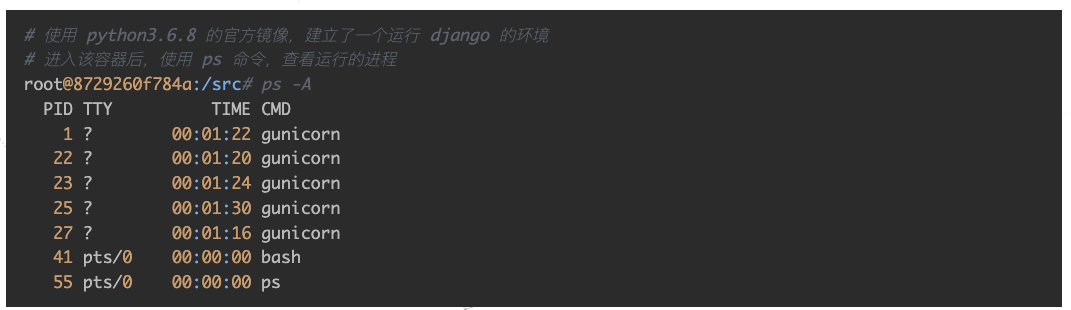 # 使用 python3.6.8 的官方镜像，建立了一个运行 django 的环境
# 进入该容器后，使用 ps 命令，查看运行的进程
root@8729260f784a:/src# ps -A
  PID TTY          TIME CMD
    1 ?        00:01:22 gunicorn
   22 ?        00:01:20 gunicorn
   23 ?        00:01:24 gunicorn
   25 ?        00:01:30 gunicorn
   27 ?        00:01:16 gunicorn
   41 pts/0    00:00:00 bash
   55 pts/0    00:00:00 ps